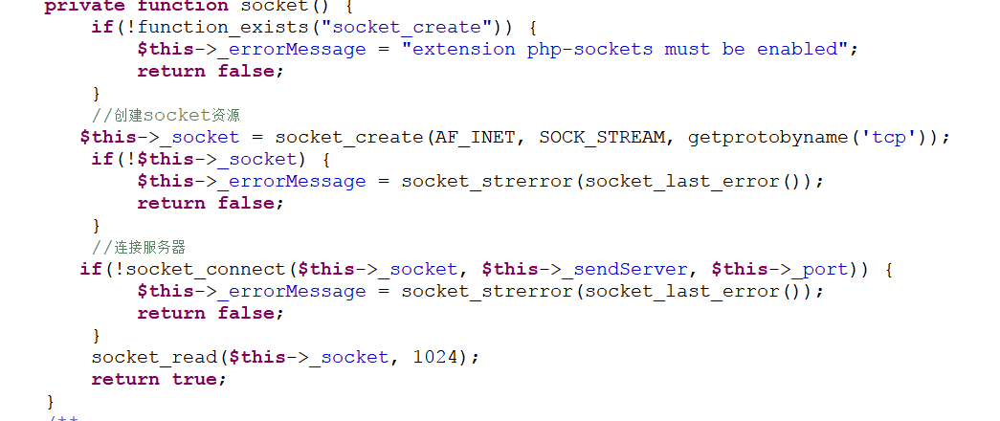 private function socket() {
if(!function_exists("socket_create")) {
$this->_errorMessage = "extension php-sockets must be enabled";
return false;
}
//创建socket资源
$this->_socket = socket_create(AF_INET, SOCK_STREAM, getprotobyname('tcp'));
if(!$this->_socket) {
$this->_errorMessage = socket_strerror(socket_last_error());
return false;
}
//连接服务器
if(!socket_connect($this->_socket, $this->_sendServer, $this->_port)) {
$this->_errorMessage = socket_strerror(socket_last_error());
return false;
}
socket_read($this->_socket, 1024);
return true;
}
/**